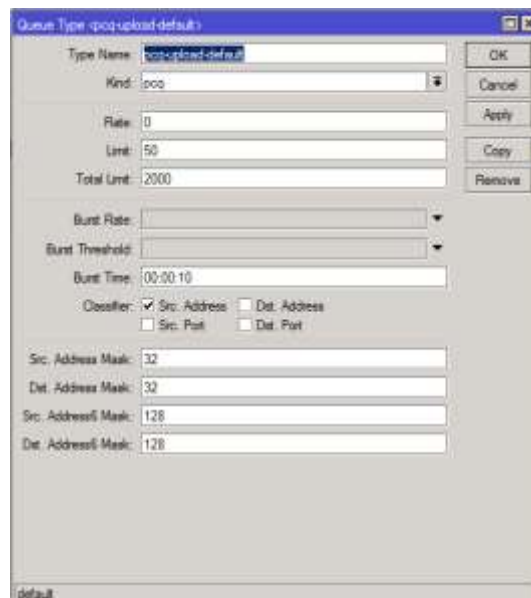 Queue Type <pcq-upload-default>
Type Name: pcq-upload-default
OK
Kind: pcq
Cancel
Apply
Rate: 0
Limit: 50
Copy
Total Limit: 2000
Remove
Burst Rate:
Burst Threshold:
Burst Time: 00:00:10
Classifier: Src. Address Dst. Address
Src. Port Dst. Port
Src. Address Mask: 32
Dst. Address Mask: 32
Src. Address6 Mask: 128
Dst. Address6 Mask: 128
default